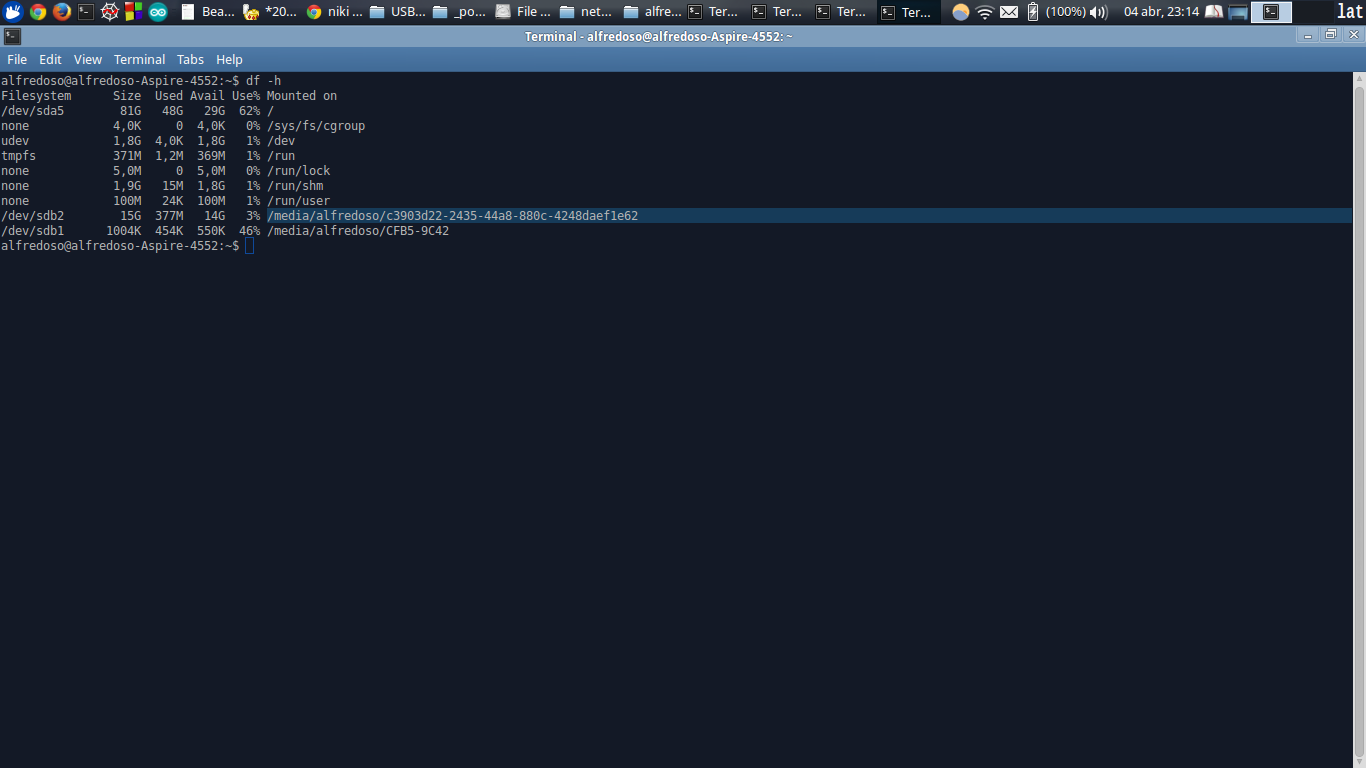 Bea... *20... niki ... USB... _po... File ... net... alfre... Ter... Ter... Ter... Ter... (100%) 04 abr, 23:14 lat
Terminal - alfredoso@alfredoso-Aspire-4552: ~
File Edit View Terminal Tabs Help
alfredoso@alfredoso-Aspire-4552:~$ df -h
Filesystem      Size  Used Avail Use% Mounted on
/dev/sda5        81G   48G   29G  62% /
none            4,0K     0  4,0K   0% /sys/fs/cgroup
udev            1,8G  4,0K  1,8G   1% /dev
tmpfs           371M  1,2M  369M   1% /run
none            5,0M     0  5,0M   0% /run/lock
none            1,9G   15M  1,8G   1% /run/shm
none            100M   24K  100M   1% /run/user
/dev/sdb2        15G  377M   14G   3% /media/alfredoso/c3903d22-2435-44a8-880c-4248daef1e62
/dev/sdb1      1004K  454K  550K  46% /media/alfredoso/CFB5-9C42
alfredoso@alfredoso-Aspire-4552:~$